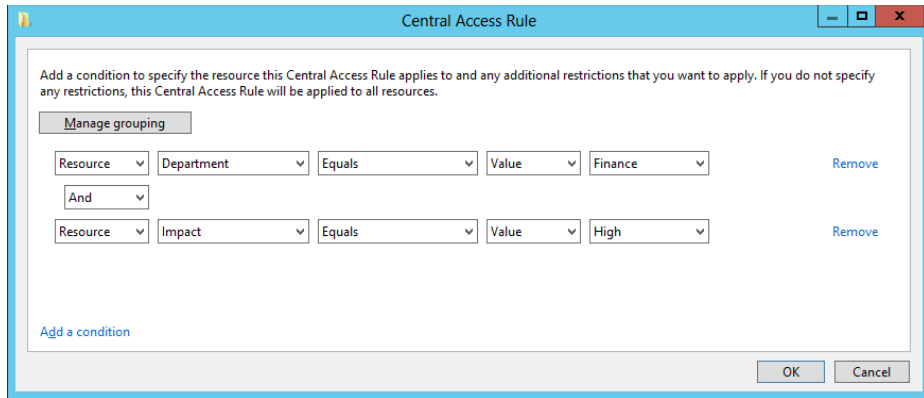 Central Access Rule
Add a condition to specify the resource this Central Access Rule applies to and any additional restrictions that you want to apply. If you do not specify
any restrictions, this Central Access Rule will be applied to all resources.
Manage grouping
Resource Department Equals Value Finance Remove
And
Resource Impact Equals Value High Remove
Add a condition
OK Cancel